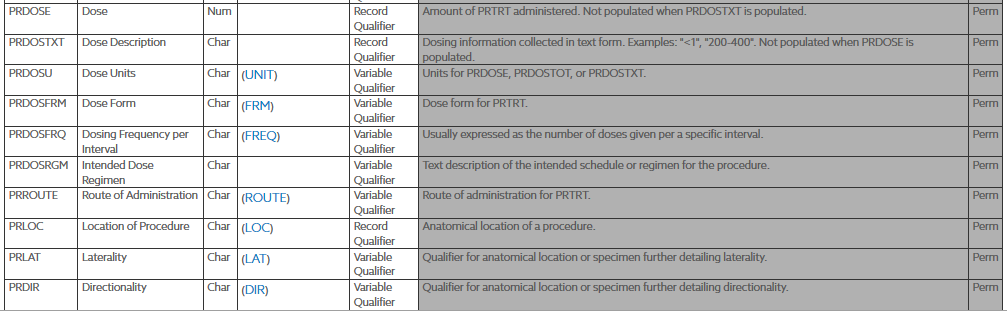 PRDOSE Dose Num Record Qualifier Amount of PRTRT administered. Not populated when PRDOSTXT is populated. Perm
PRDOSTXT Dose Description Char Record Qualifier Dosing information collected in text form. Examples: "<1", "200-400". Not populated when PRDOSE is populated. Perm
PRDOSU Dose Units Char (UNIT) Variable Qualifier Units for PRDOSE, PRDOSTOT, or PRDOSTXT. Perm
PRDOSFRM Dose Form Char (FRM) Variable Qualifier Dose form for PRTRT. Perm
PRDOSFRQ Dosing Frequency per Interval Char (FREQ) Variable Qualifier Usually expressed as the number of doses given per a specific interval. Perm
PRDOSRGM Intended Dose Regimen Char Variable Qualifier Text description of the intended schedule or regimen for the procedure. Perm
PRROUTE Route of Administration Char (ROUTE) Variable Qualifier Route of administration for PRTRT. Perm
PRLOC Location of Procedure Char (LOC) Record Qualifier Anatomical location of a procedure. Perm
PRLAT Laterality Char (LAT) Variable Qualifier Qualifier for anatomical location or specimen further detailing laterality. Perm
PRDIR Directionality Char (DIR) Variable Qualifier Qualifier for anatomical location or specimen further detailing directionality. Perm